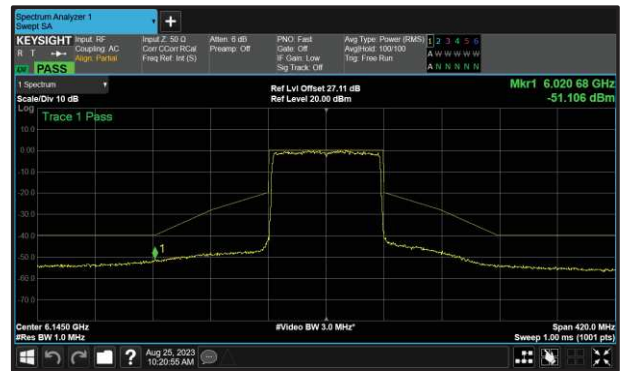 Spectrum Analyzer 1
Swept SA
+
KEYSIGHT Input: RF
R T Coupling: AC
Align: Partial
PASS
Input Z: 50 Ω
Corr CCorr RCal
Freq Ref: Int (S)
Atten: 6 dB
Preamp: Off
PNO: Fast
Gate: Off
IF Gain: Low
Sig Track: Off
Avg Type: Power (RMS)
Avg|Hold: 100/100
Trig: Free Run
1 2 3 4 5 6
A W W W W W
A N N N N N
1 Spectrum
Scale/Div 10 dB
Ref Lvl Offset 27.11 dB
Ref Level 20.00 dBm
Mkr1 6.020 68 GHz
-51.106 dBm
Log
Trace 1 Pass
10.0
0.00
-10.0
-20.0
-30.0
-40.0
-50.0
-60.0
-70.0
1
Center 6.1450 GHz
#Res BW 1.0 MHz
#Video BW 3.0 MHz*
Span 420.0 MHz
Sweep 1.00 ms (1001 pts)
?
Aug 25, 2023
10:20:55 AM